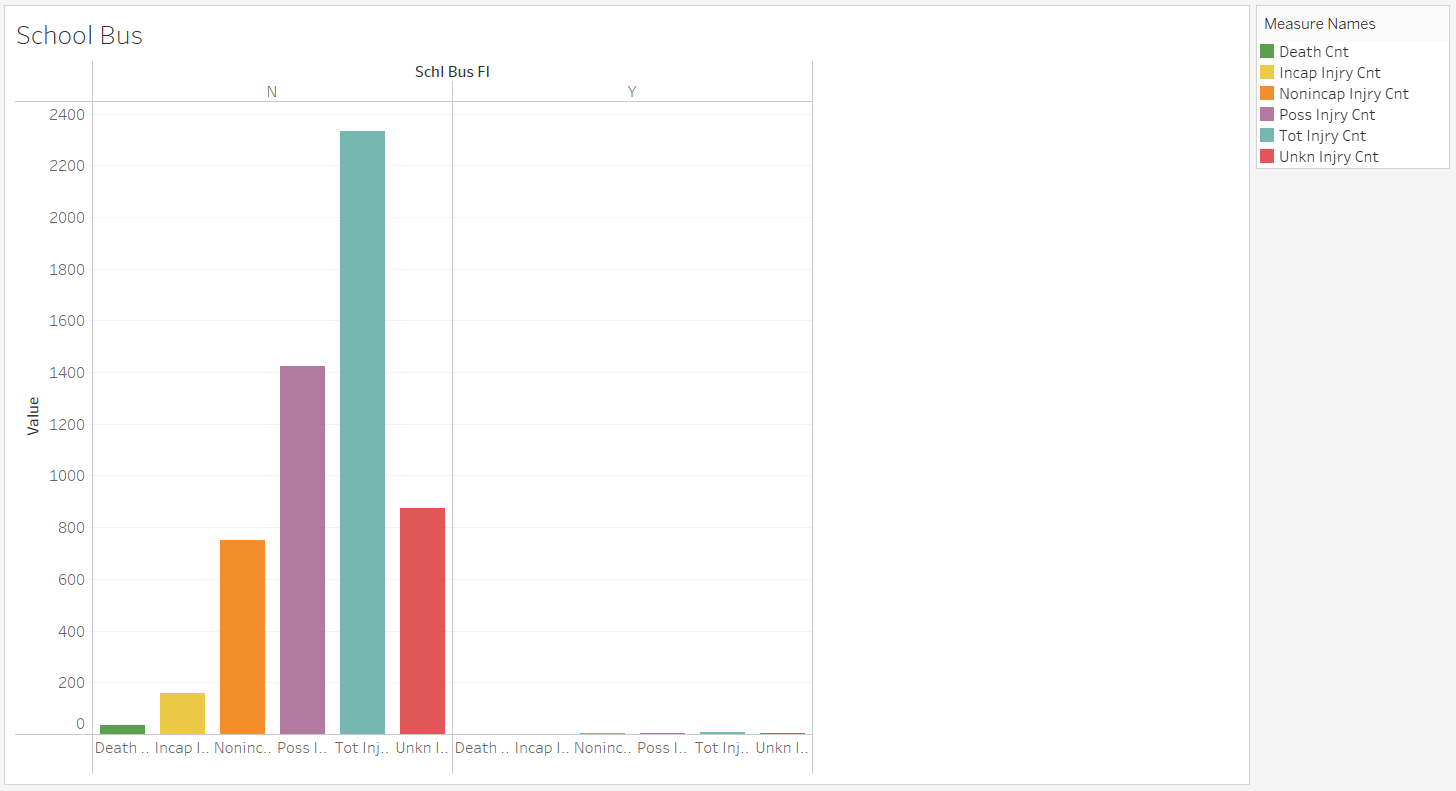 School Bus
Schl Bus Fl
N Y
2400
2200
2000
1800
1600
1400
1200
1000
800
600
400
200
0
Value
Death .. Incap I.. Noninc.. Poss I.. Tot Inj.. Unkn I.. Death .. Incap I.. Noninc.. Poss I.. Tot Inj.. Unkn I..
Measure Names
Death Cnt
Incap Injry Cnt
Nonincap Injry Cnt
Poss Injry Cnt
Tot Injry Cnt
Unkn Injry Cnt